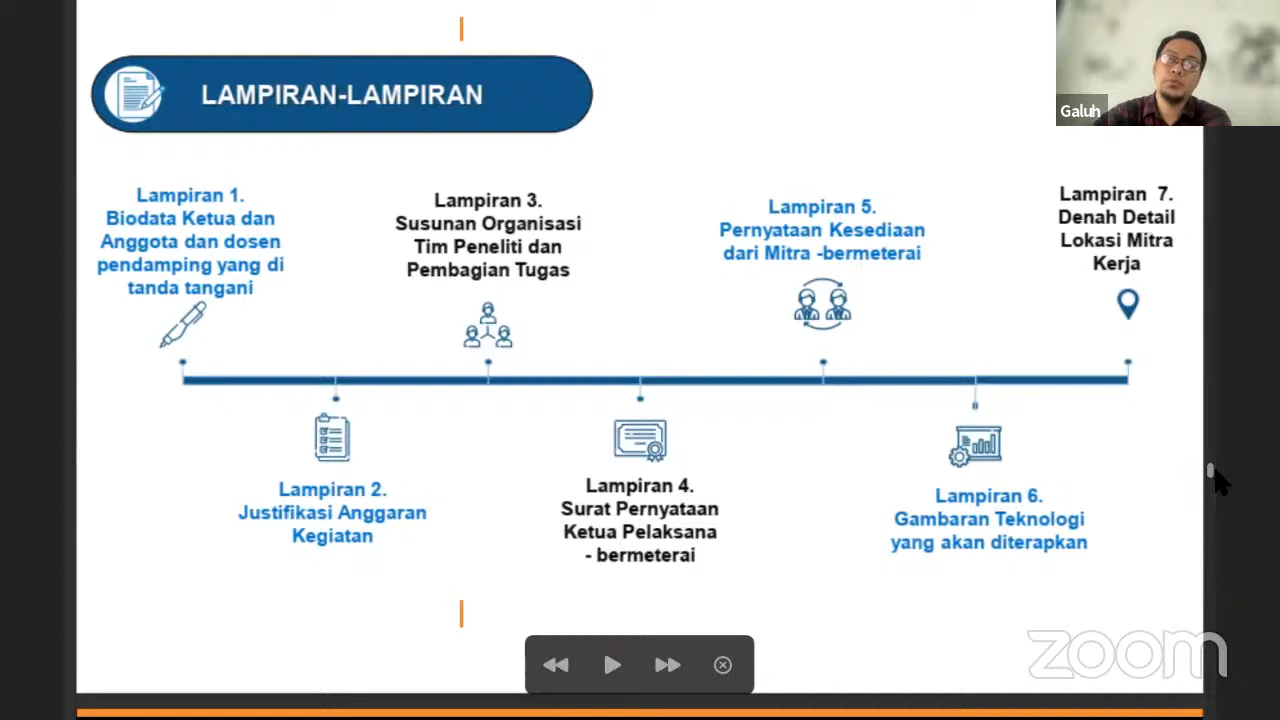 LAMPIRAN-LAMPIRAN
Galuh
Lampiran 1.
Biodata Ketua dan
Anggota dan dosen
pendamping yang di
tanda tangani
Lampiran 3.
Susunan Organisasi
Tim Peneliti dan
Pembagian Tugas
Lampiran 5.
Pernyataan Kesediaan
dari Mitra -bermeterai
Lampiran 7.
Denah Detail
Lokasi Mitra
Kerja
Lampiran 2.
Justifikasi Anggaran
Kegiatan
Lampiran 4.
Surat Pernyataan
Ketua Pelaksana
- bermeterai
Lampiran 6.
Gambaran Teknologi
yang akan diterapkan
zoom